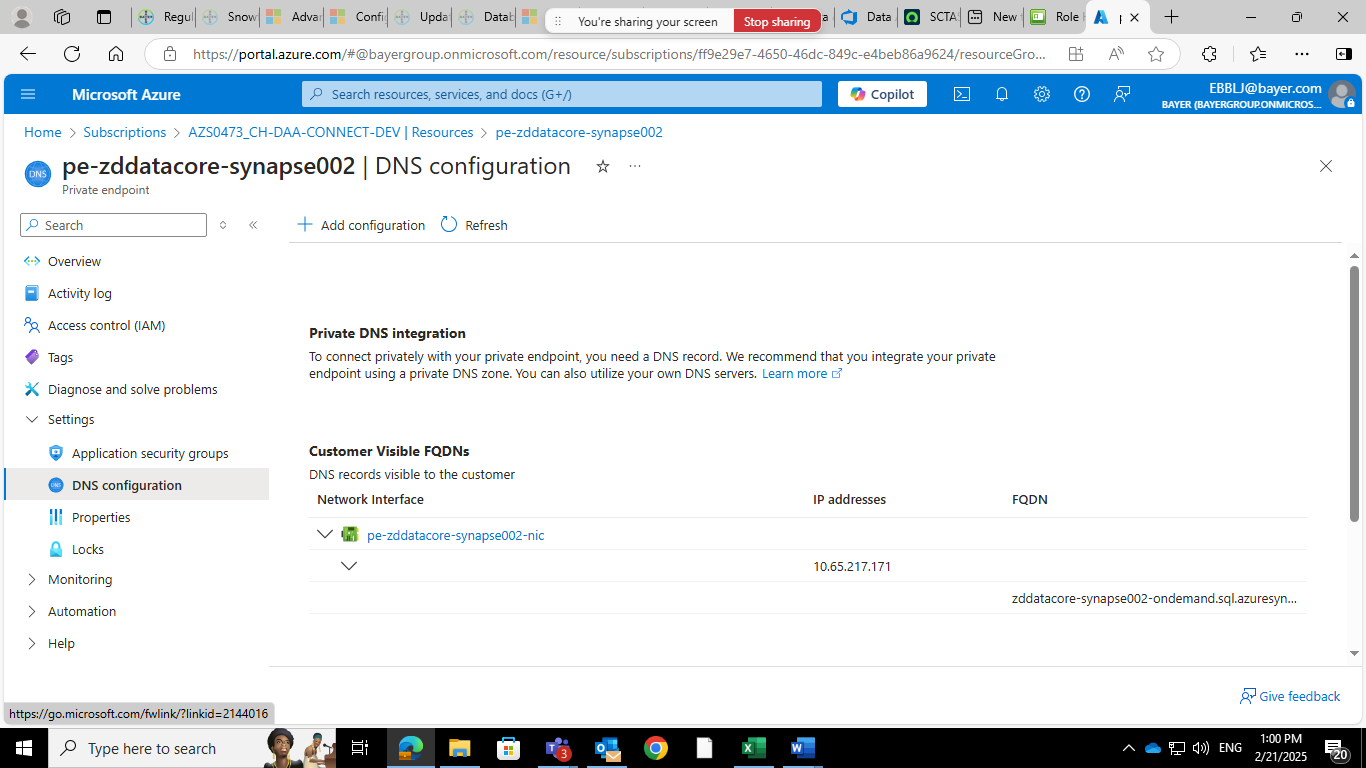 Regul
Snow
Advar
Config
Updat
Datab
You're sharing your screen
Stop sharing
Data
SCTAS
New
Role H
https://portal.azure.com/#@bayergroup.onmicrosoft.com/resource/subscriptions/ff9e29e7-4650-46dc-849c-e4beb86a9624/resourceGro...
Microsoft Azure
Search resources, services, and docs (G+/)
Copilot
EBBLJ@bayer.com
BAYER (BAYERGROUP.ONMICROS...
Home > Subscriptions > AZS0473_CH-DAA-CONNECT-DEV | Resources > pe-zddatacore-synapse002
DNS
pe-zddatacore-synapse002 | DNS configuration
Private endpoint
Search
Add configuration
Refresh
Overview
Activity log
Access control (IAM)
Tags
Diagnose and solve problems
Settings
Application security groups
DNS configuration
Properties
Locks
Monitoring
Automation
Help
Private DNS integration
To connect privately with your private endpoint, you need a DNS record. We recommend that you integrate your private
endpoint using a private DNS zone. You can also utilize your own DNS servers. Learn more
Customer Visible FQDNs
DNS records visible to the customer
Network Interface IP addresses FQDN
pe-zddatacore-synapse002-nic
10.65.217.171
zddatacore-synapse002-ondemand.sql.azuresyn...
Give feedback
https://go.microsoft.com/fwlink/?linkid=2144016
Type here to search
3
ENG
1:00 PM
2/21/2025
20